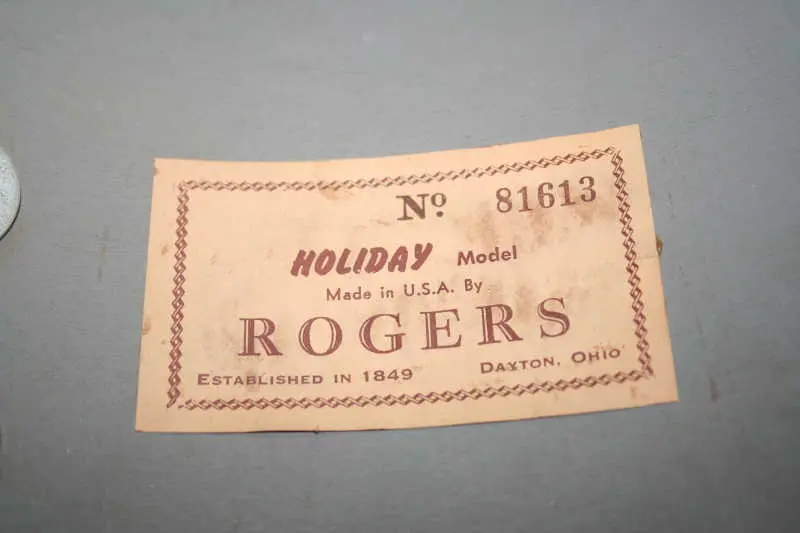 Nº 81613
HOLIDAY Model
Made in U.S.A. By
ROGERS
ESTABLISHED IN 1849 DAYTON, OHIO